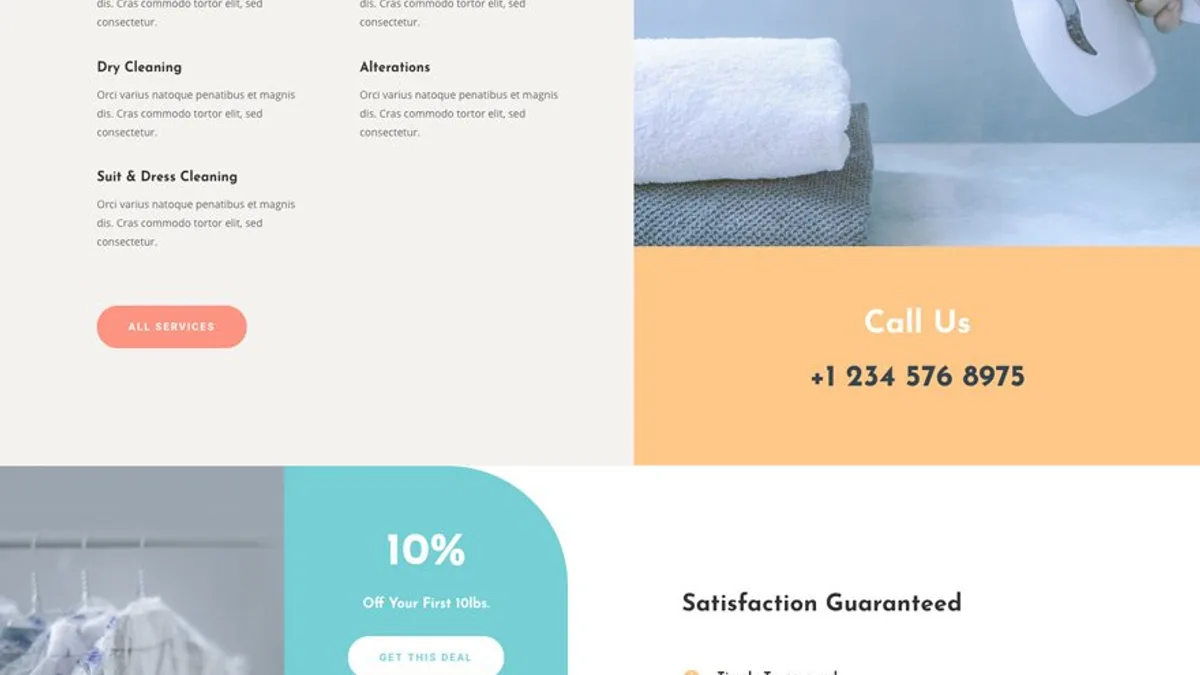 dis. Cras commodo tortor elit, sed
consectetur.
dis. Cras commodo tortor elit, sed
consectetur.
Dry Cleaning
Orci varius natoque penatibus et magnis
dis. Cras commodo tortor elit, sed
consectetur.
Alterations
Orci varius natoque penatibus et magnis
dis. Cras commodo tortor elit, sed
consectetur.
Suit & Dress Cleaning
Orci varius natoque penatibus et magnis
dis. Cras commodo tortor elit, sed
consectetur.
ALL SERVICES
Call Us
+1 234 576 8975
10%
Off Your First 10lbs.
GET THIS DEAL
Satisfaction Guaranteed